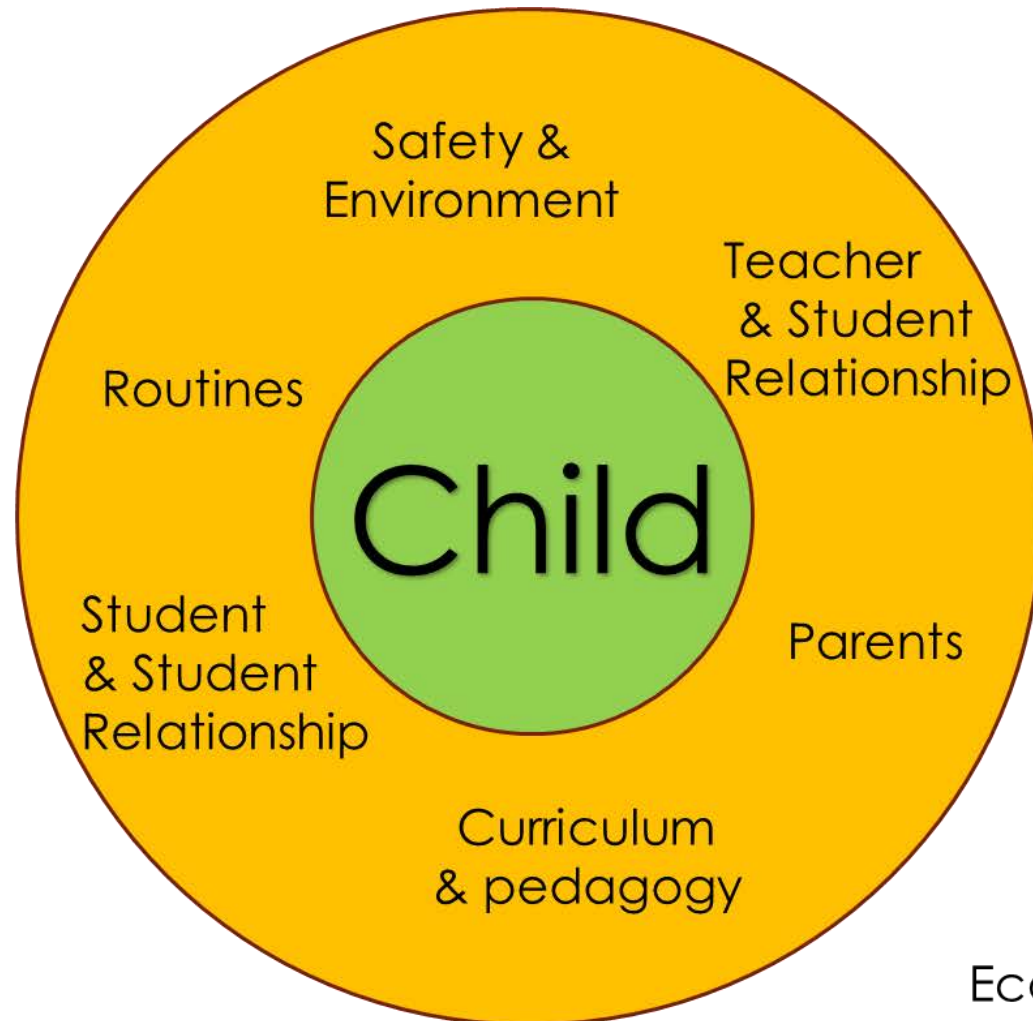 Safety &
Environment
Teacher
& Student
Relationship
Routines
Child
Student
& Student
Relationship
Parents
Curriculum
& pedagogy